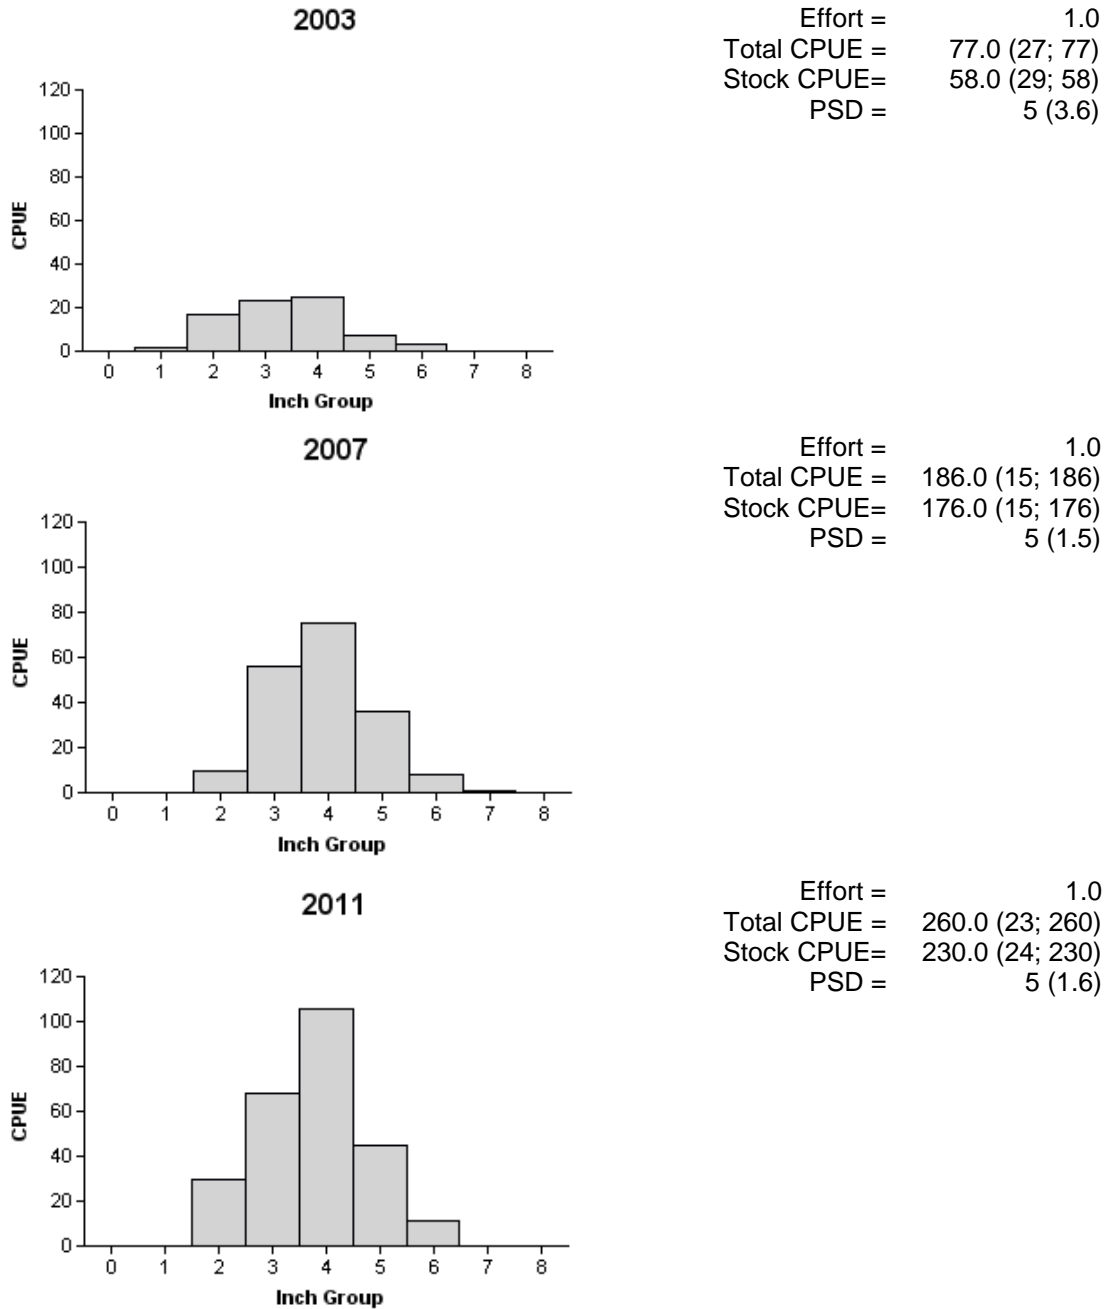 2003
Effort = 1.0
Total CPUE = 77.0 (27; 77)
Stock CPUE= 58.0 (29; 58)
PSD = 5 (3.6)
120
100
80
60
40
20
0
CPUE
0 1 2 3 4 5 6 7 8
Inch Group
2007
Effort = 1.0
Total CPUE = 186.0 (15; 186)
Stock CPUE= 176.0 (15; 176)
PSD = 5 (1.5)
120
100
80
60
40
20
0
CPUE
0 1 2 3 4 5 6 7 8
Inch Group
2011
Effort = 1.0
Total CPUE = 260.0 (23; 260)
Stock CPUE= 230.0 (24; 230)
PSD = 5 (1.6)
120
100
80
60
40
20
0
CPUE
0 1 2 3 4 5 6 7 8
Inch Group